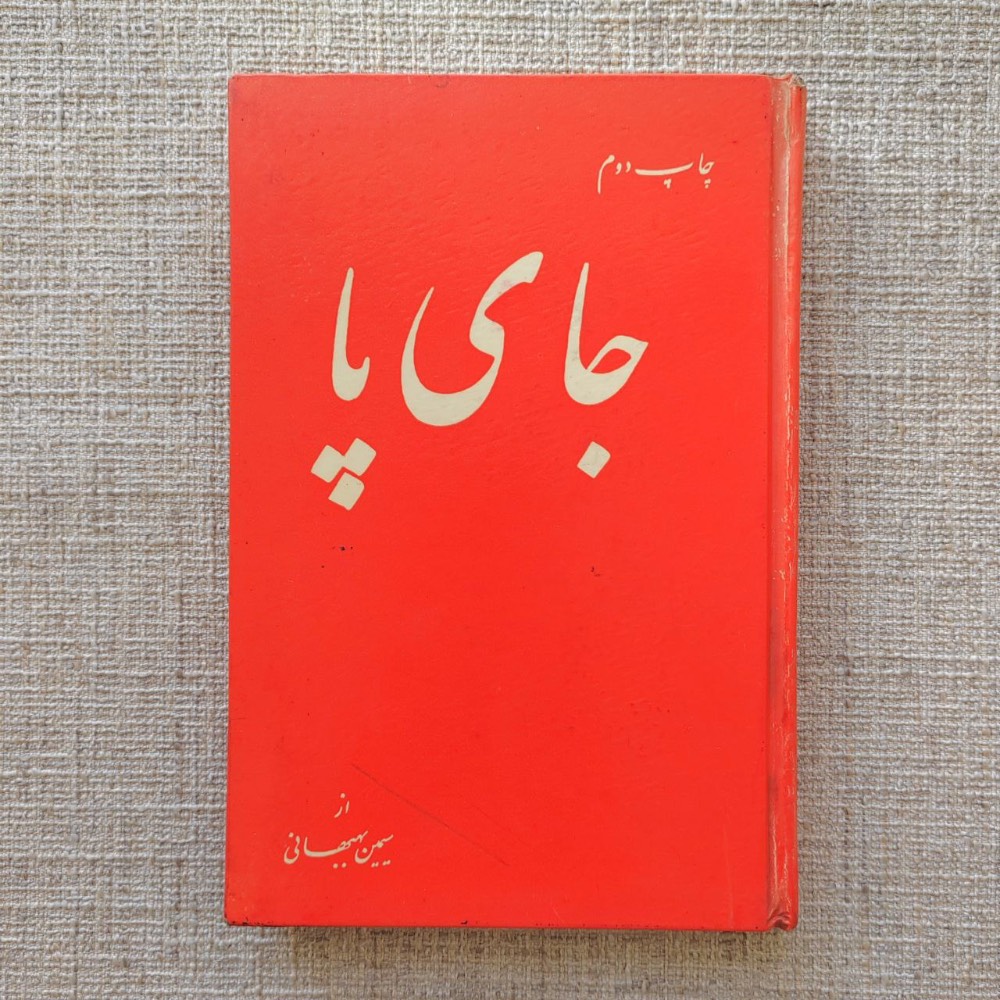 چاپ دوم
جای پا
از
سیمین بهبهانی